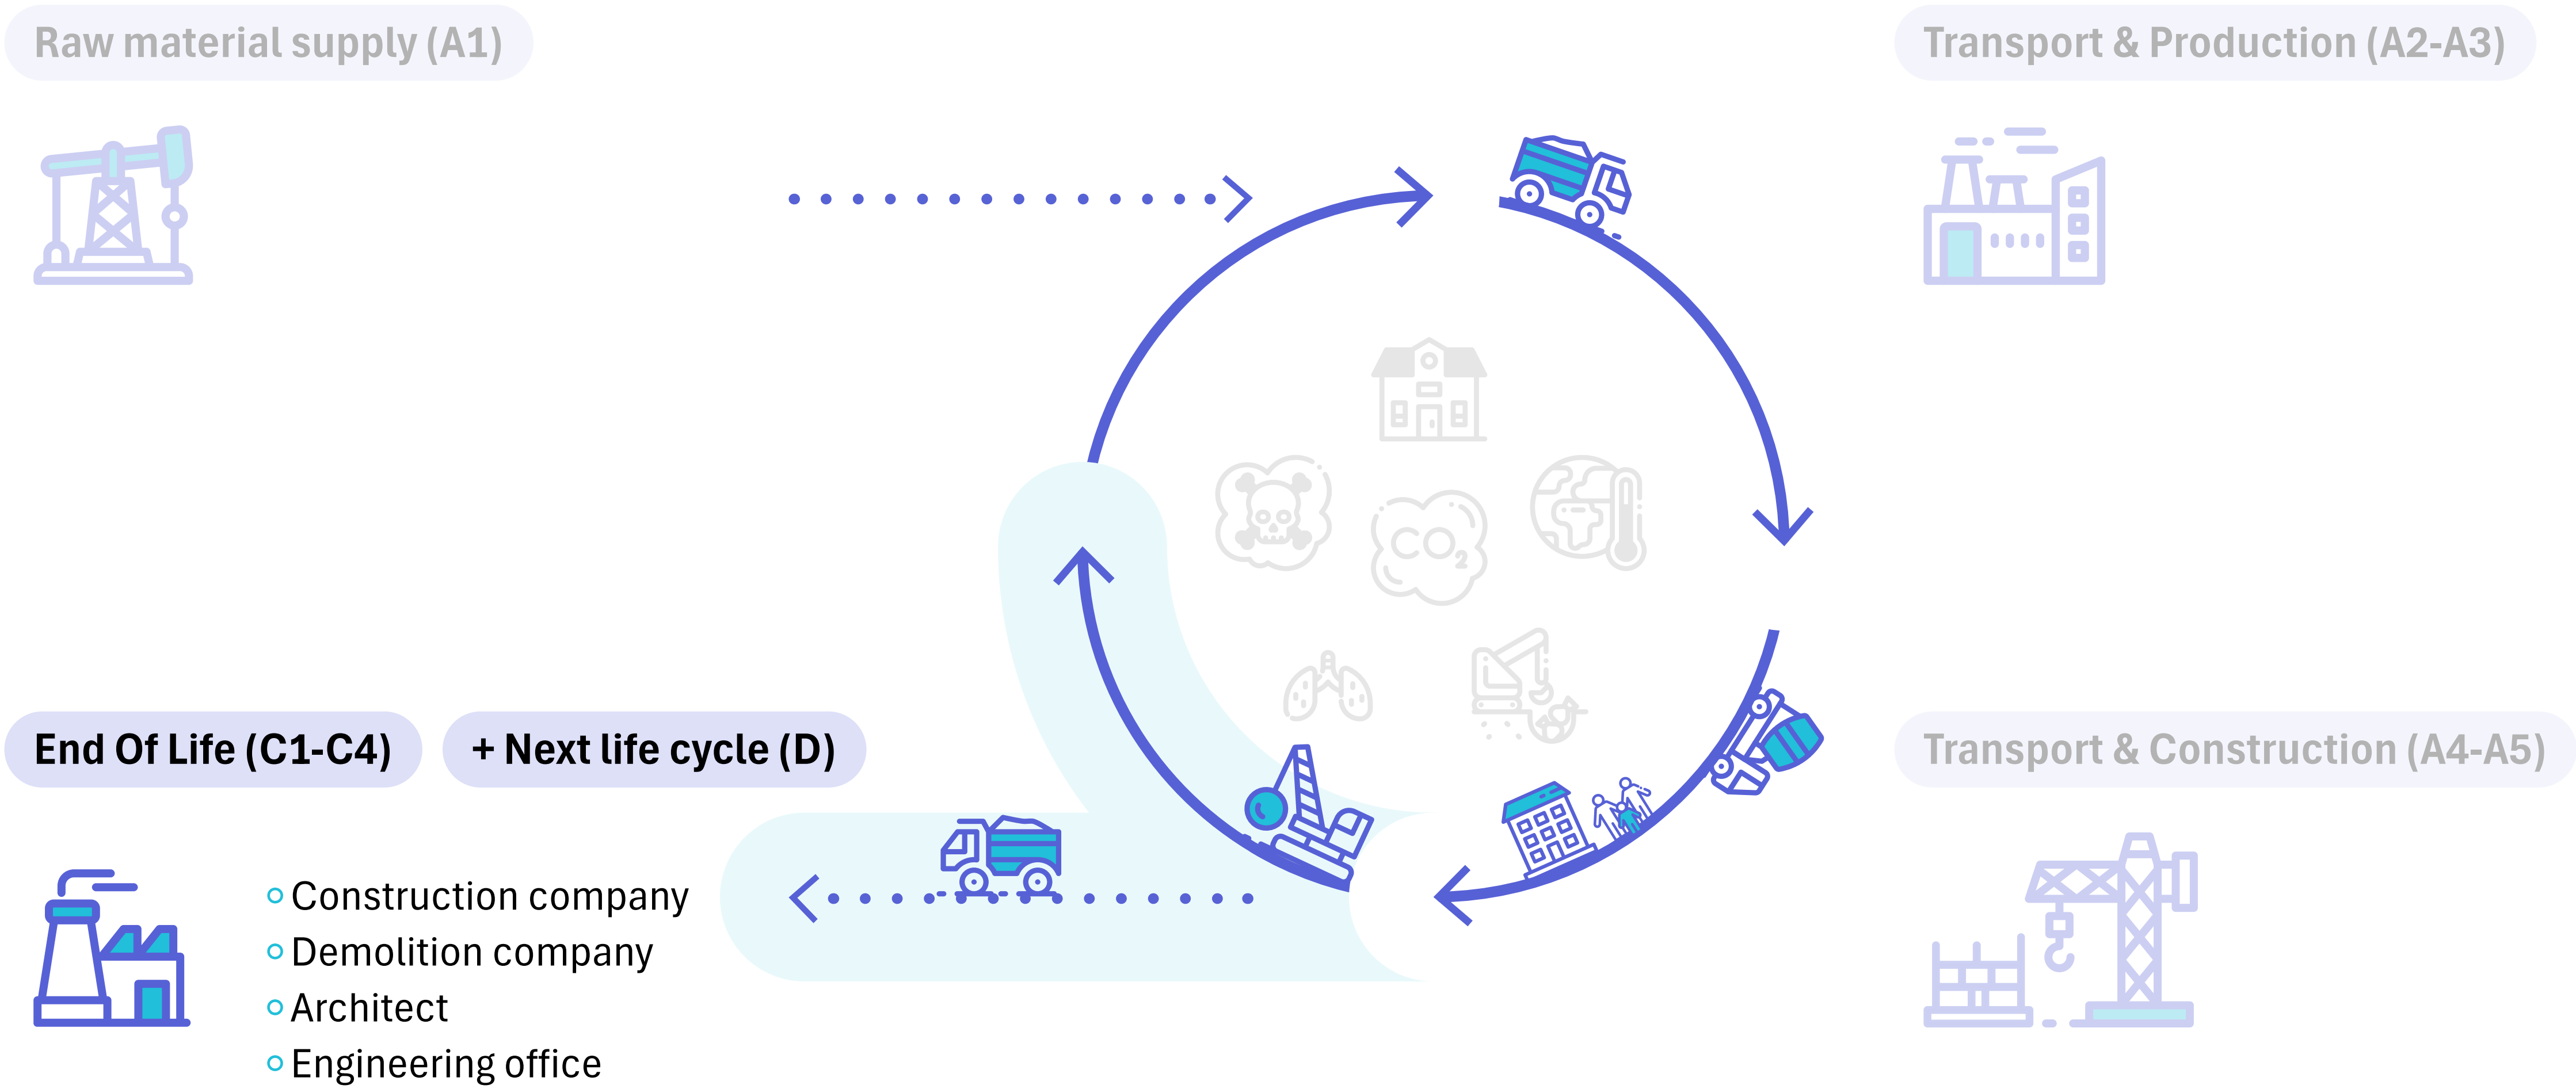 Raw material supply (A1)
Transport & Production (A2-A3)
CO₂
End Of Life (C1-C4)
+ Next life cycle (D)
Transport & Construction (A4-A5)
Construction company
Demolition company
Architect
Engineering office